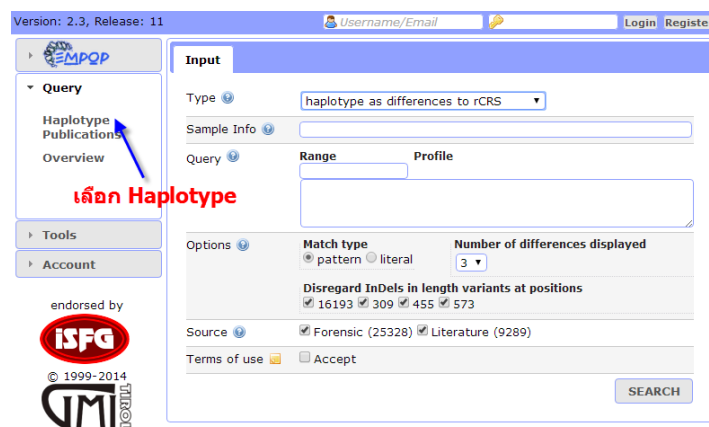 Version: 2.3, Release: 11
Username/Email
Login Registe
EMPOP
Query
Haplotype
Publications
Overview
เลือก Haplotype
Tools
Account
endorsed by
iSFG
© 1999-2014
GMI
TIROL
Input
Type
haplotype as differences to rCRS
Sample Info
Query
Range Profile
Options
Match type Number of differences displayed
pattern literal 3
Disregard InDels in length variants at positions
16193 309 455 573
Source
Forensic (25328) Literature (9289)
Terms of use
Accept
SEARCH